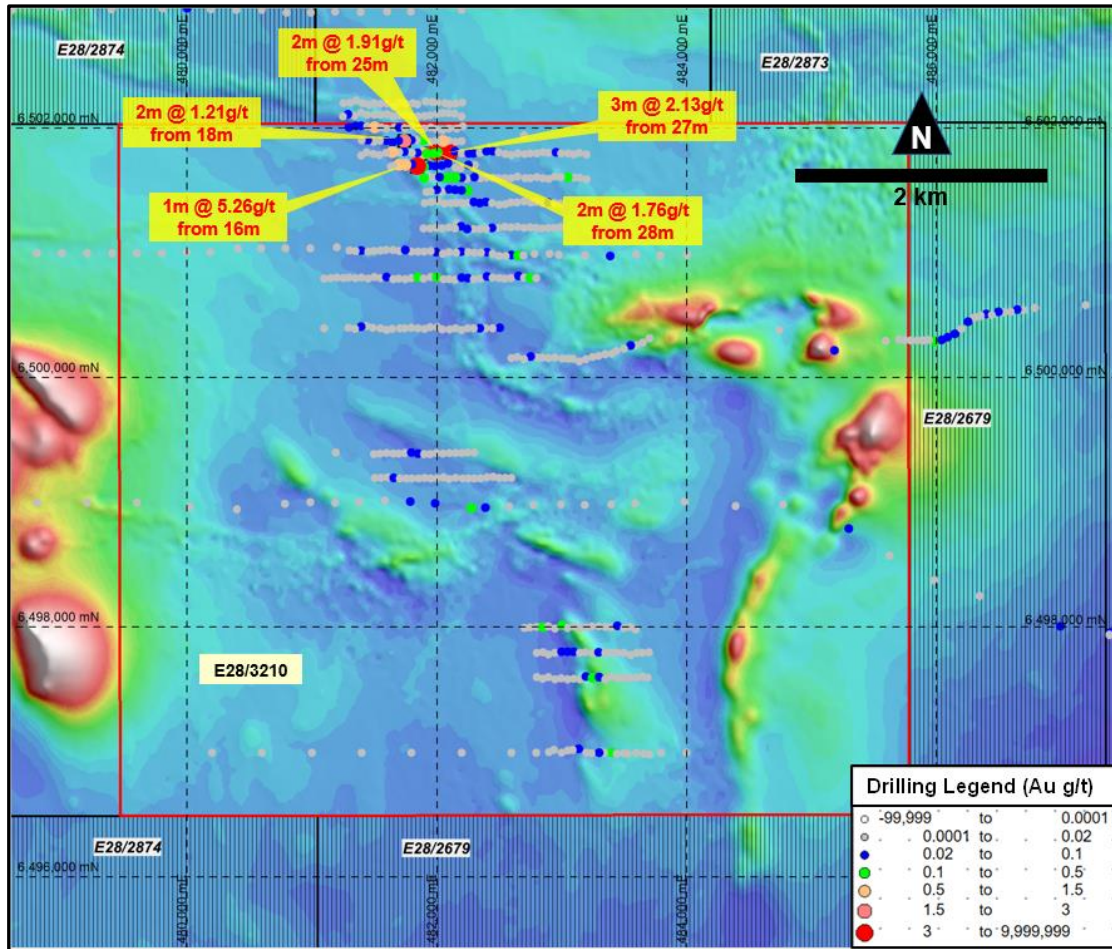 E28/2874
480,000 mE
2m @ 1.91g/t
from 25m
482,000 mE
484,000 mE
E28/2873
486,000 mE
2m @ 1.21g/t
from 18m
3m @ 2.13g/t
from 27m
6,502,000 mN
6,502,000 mN
N
2 km
1m @ 5.26g/t
from 16m
2m @ 1.76g/t
from 28m
6,500,000 mN
6,500,000 mN
E28/2679
6,498,000 mN
6,498,000 mN
E28/3210
Drilling Legend (Au g/t)
-99,999 to 0.0001
0.0001 to 0.02
0.02 to 0.1
0.1 to 0.5
0.5 to 1.5
1.5 to 3
3 to 9,999,999
E28/2874
E28/2679
6,496,000 mN
480,000 mE
482,000 mE
484,000 mE